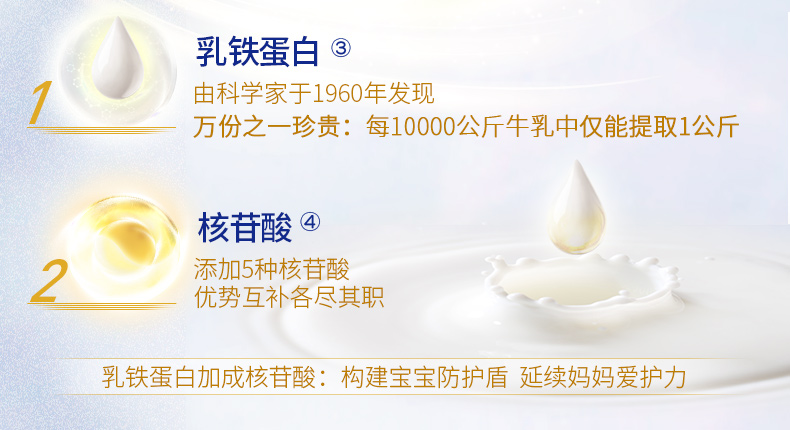 1
乳铁蛋白 ③
由科学家于1960年发现
万份之一珍贵：每10000公斤牛乳中仅能提取1公斤
2
核苷酸 ④
添加5种核苷酸
优势互补各尽其职
乳铁蛋白加成核苷酸：构建宝宝防护盾 延续妈妈爱护力